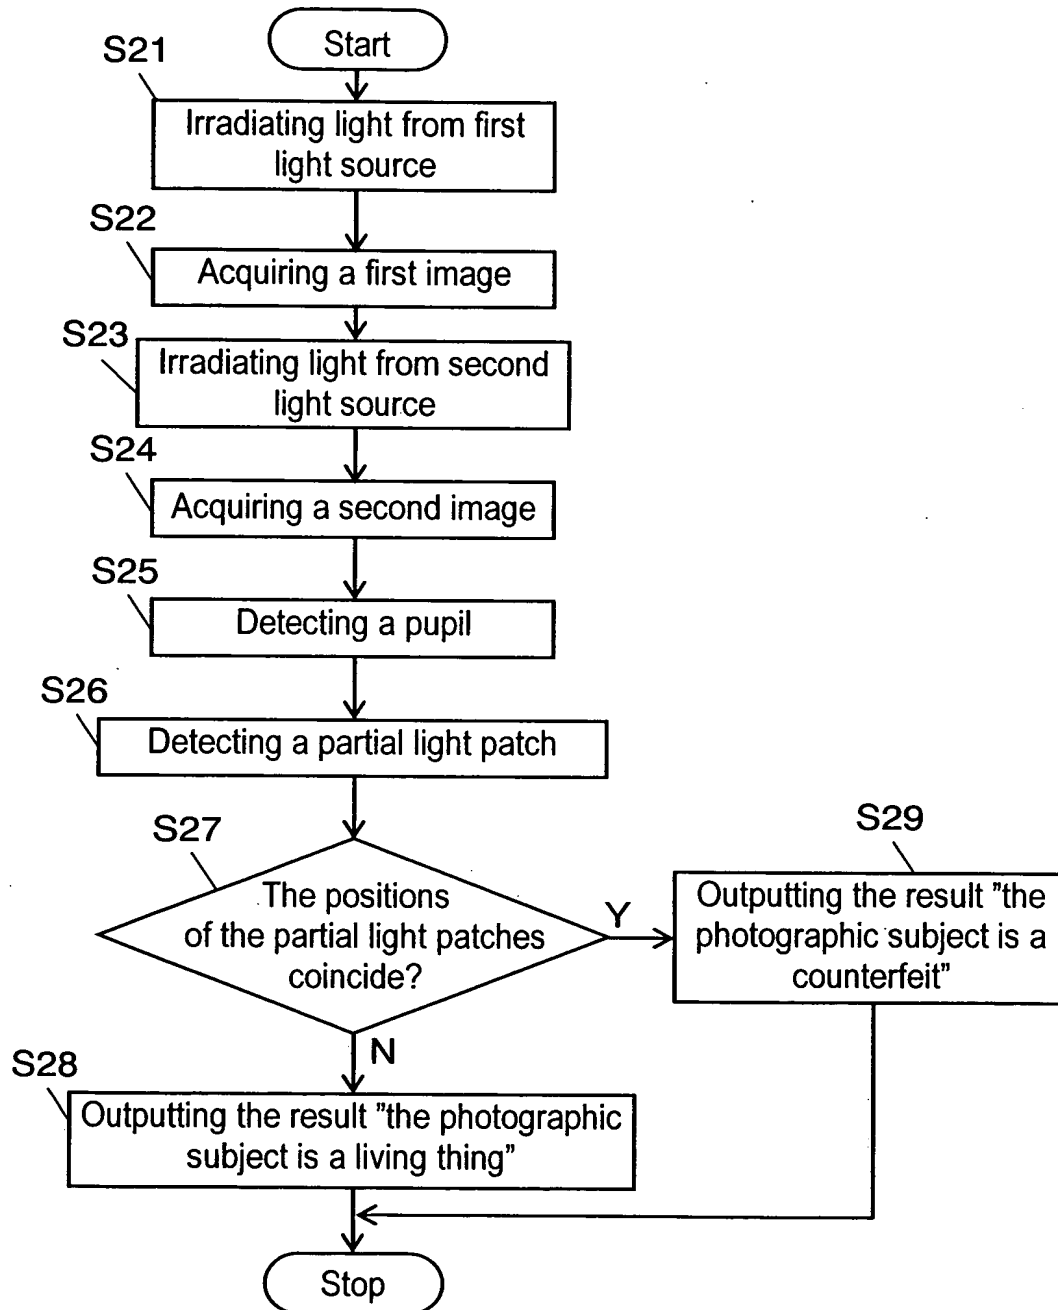 Start
S21
Irradiating light from first
light source
S22
Acquiring a first image
S23
Irradiating light from second
light source
S24
Acquiring a second image
S25
Detecting a pupil
S26
Detecting a partial light patch
S27
The positions
of the partial light patches
coincide?
Y
N
S29
Outputting the result "the
photographic subject is a
counterfeit"
S28
Outputting the result "the photographic
subject is a living thing"
Stop